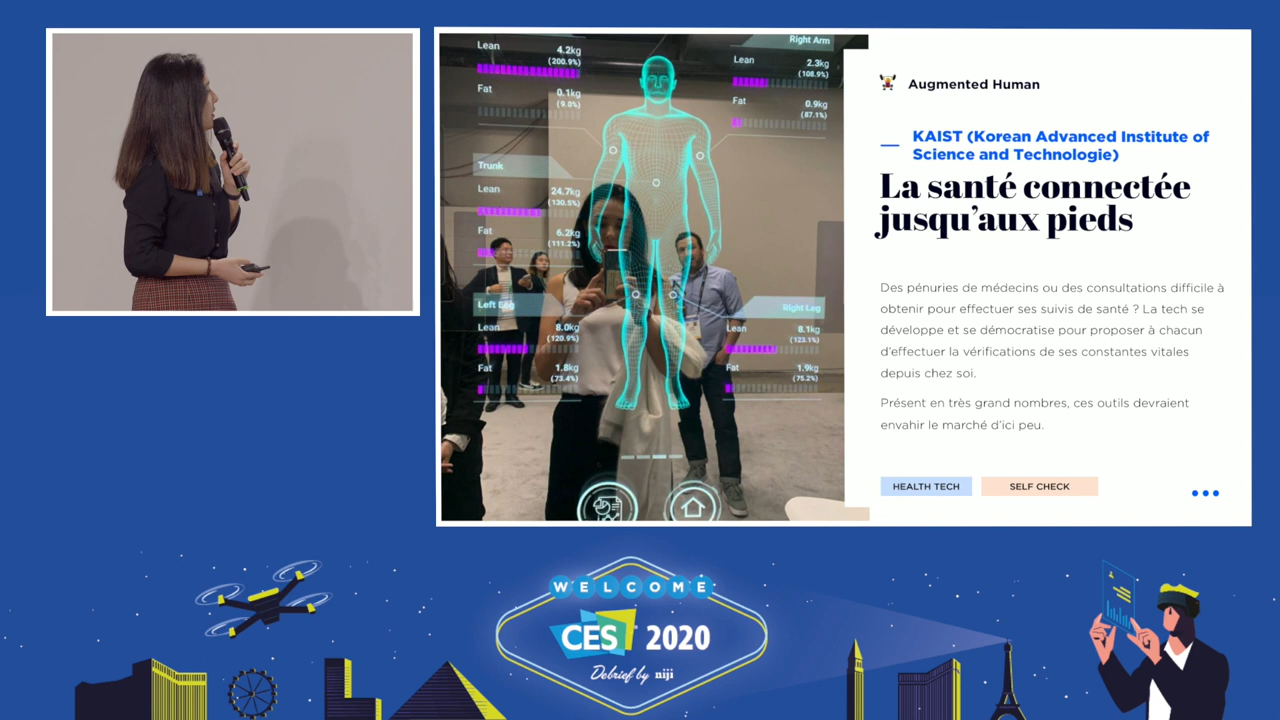 Lean
4.2kg
(200.9%)
Fat
0.1kg
(9.0%)
Right Arm
Lean
2.3kg
(108.9%)
Fat
0.9kg
(87.1%)
Trunk
Lean
24.7kg
(130.5%)
Fat
6.2kg
(111.2%)
Left Leg
Lean
8.0kg
(120.9%)
Fat
1.8kg
(73.4%)
Right Leg
Lean
8.1kg
(123.1%)
Fat
1.9kg
(75.2%)
Augmented Human
KAIST (Korean Advanced Institute of
Science and Technologie)
La santé connectée
jusqu'aux pieds
Des pénuries de médecins ou des consultations difficile à
obtenir pour effectuer ses suivis de santé ? La tech se
développe et se démocratise pour proposer à chacun
d'effectuer la vérifications de ses constantes vitales
depuis chez soi.
Présent en très grand nombres, ces outils devraient
envahir le marché d'ici peu.
HEALTH TECH
SELF CHECK
WELCOME
CES 2020
Debrief by niji